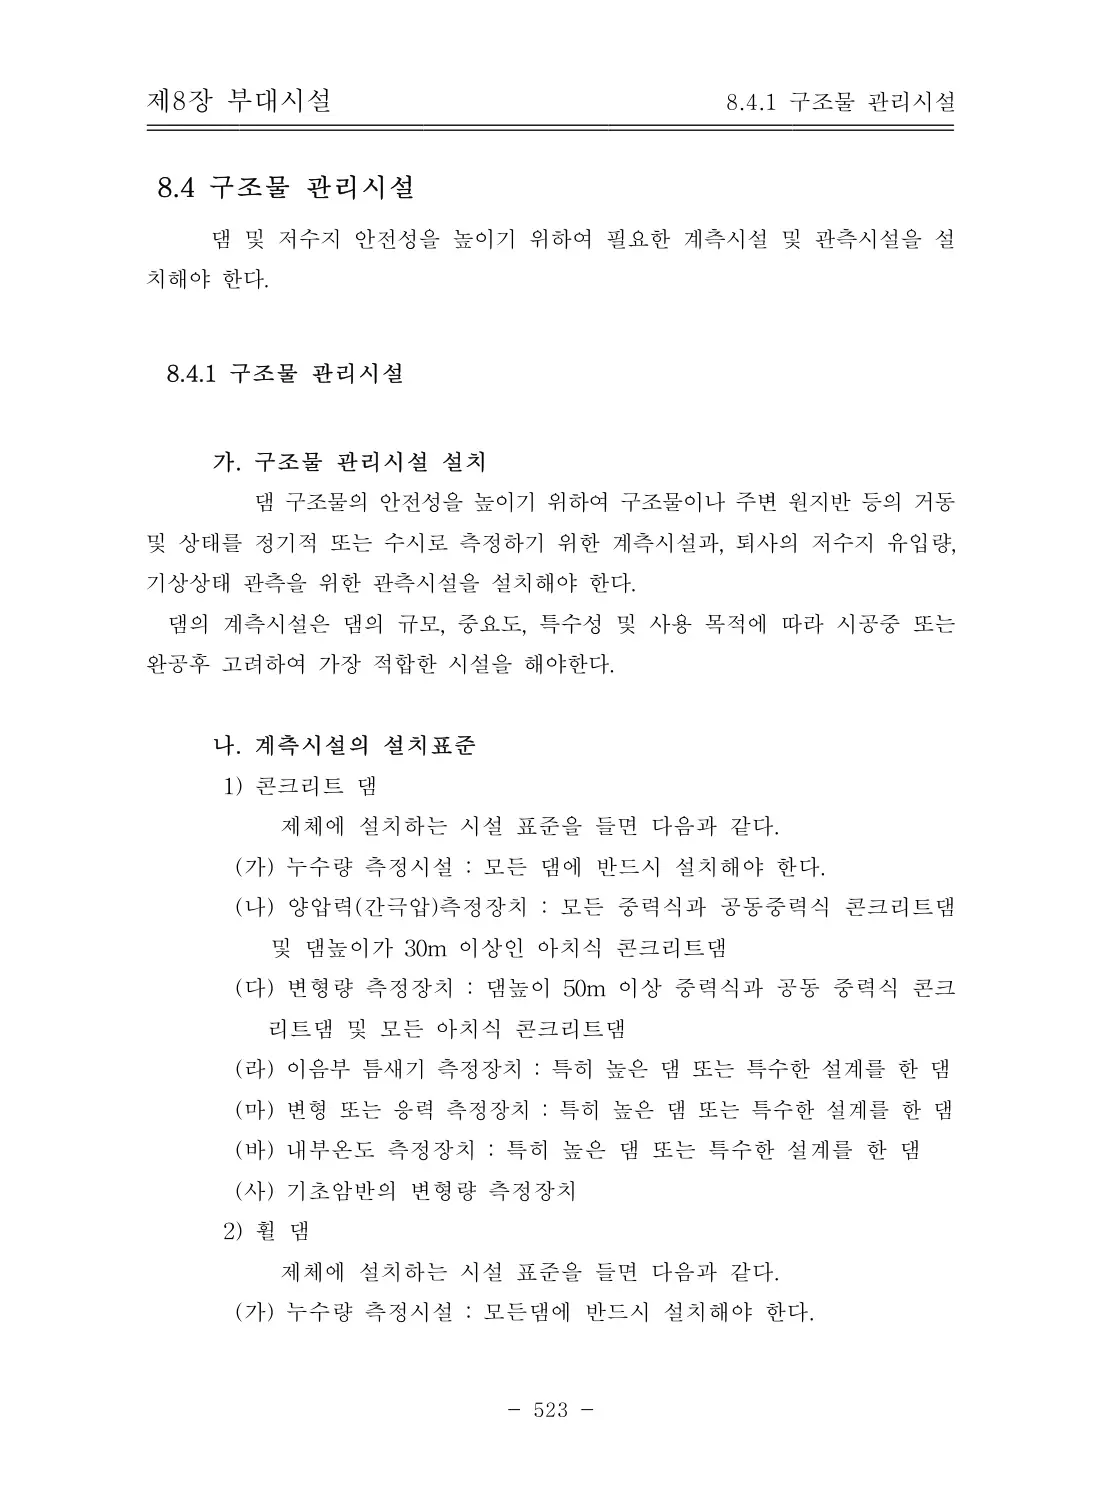 제8장 부대시설
8.4.1 구조물 관리시설
8.4 구조물 관리시설
댐 및 저수지 안전성을 높이기 위하여 필요한 계측시설 및 관측시설을 설
치해야 한다.
8.4.1 구조물 관리시설
가. 구조물 관리시설 설치
댐 구조물의 안전성을 높이기 위하여 구조물이나 주변 원지반 등의 거동
및 상태를 정기적 또는 수시로 측정하기 위한 계측시설과, 퇴사의 저수지 유입량,
기상상태 관측을 위한 관측시설을 설치해야 한다.
댐의 계측시설은 댐의 규모, 중요도, 특수성 및 사용 목적에 따라 시공중 또는
완공후 고려하여 가장 적합한 시설을 해야한다.
나. 계측시설의 설치표준
1) 콘크리트 댐
제체에 설치하는 시설 표준을 들면 다음과 같다.
(가) 누수량 측정시설 : 모든 댐에 반드시 설치해야 한다.
(나) 양압력(간극압)측정장치 : 모든 중력식과 공동중력식 콘크리트댐
및 댐높이가 30m 이상인 아치식 콘크리트댐
(다) 변형량 측정장치 : 댐높이 50m 이상 중력식과 공동 중력식 콘크
리트댐 및 모든 아치식 콘크리트댐
(라) 이음부 틈새기 측정장치 : 특히 높은 댐 또는 특수한 설계를 한 댐
(마) 변형 또는 응력 측정장치 : 특히 높은 댐 또는 특수한 설계를 한 댐
(바) 내부온도 측정장치 : 특히 높은 댐 또는 특수한 설계를 한 댐
(사) 기초암반의 변형량 측정장치
2) 휠 댐
제체에 설치하는 시설 표준을 들면 다음과 같다.
(가) 누수량 측정시설 : 모든댐에 반드시 설치해야 한다.
- 523 -